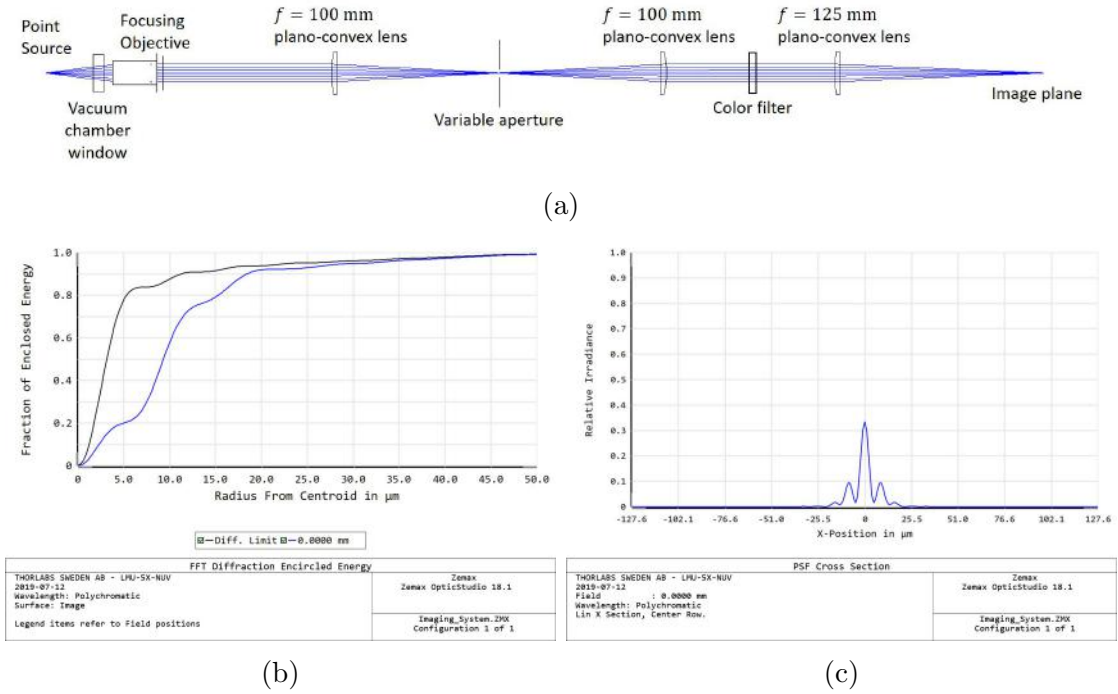 Point
Source
Focusing
Objective
f = 100 mm
plano-convex lens
f = 100 mm
plano-convex lens
f = 125 mm
plano-convex lens
Vacuum
chamber
window
Variable aperture
Color filter
Image plane
(a)
Fraction of Enclosed Energy
1.0
0.8
0.6
0.4
0.2
0
0 5.0 10.0 15.0 20.0 25.0 30.0 35.0 40.0 45.0 50.0
Radius From Centroid in µm
Diff. Limit 0.0000 mm
FFT Diffraction Encircled Energy
THORLABS SWEDEN AB - LMU-5X-NUV
2019-07-12
Wavelength: Polychromatic
Surface: Image
Legend items refer to Field positions
Zemax
Zemax OpticStudio 18.1
Imaging_System.ZMX
Configuration 1 of 1
(b)
Relative Irradiance
1.0
0.9
0.8
0.7
0.6
0.5
0.4
0.3
0.2
0.1
0
-127.6 -102.1 -76.6 -51.0 -25.5 0 25.5 51.0 76.6 102.1 127.6
X-Position in µm
PSF Cross Section
THORLABS SWEDEN AB - LMU-5X-NUV
2019-07-12
Field : 0.0000 mm
Wavelength: Polychromatic
Lin X Section, Center Row.
Zemax
Zemax OpticStudio 18.1
Imaging_System.ZMX
Configuration 1 of 1
(c)